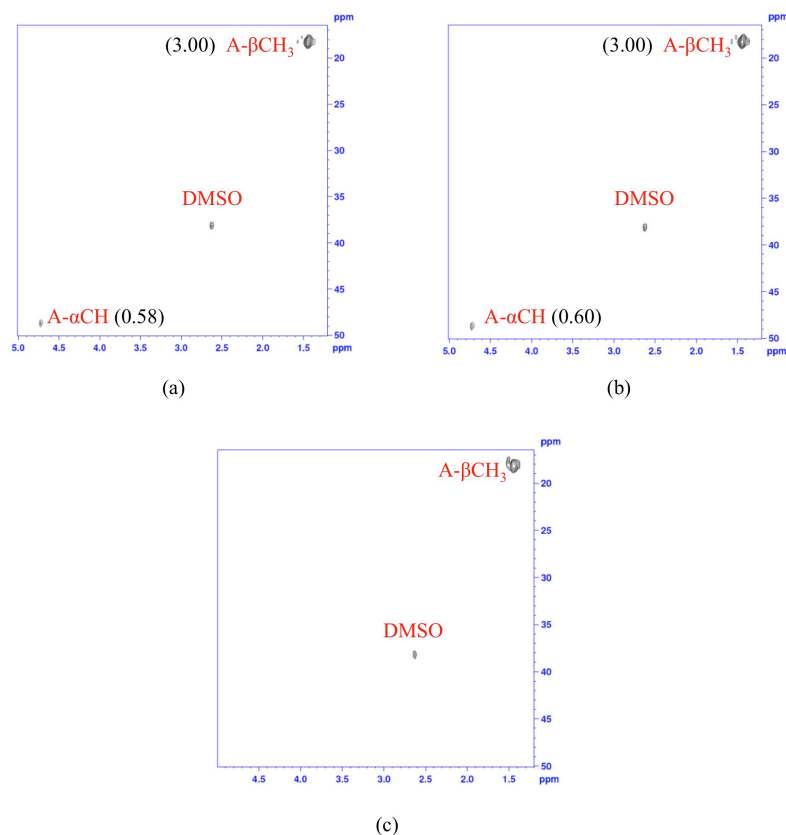 ppm
(3.00) A-βCH₃
20
25
30
DMSO
35
40
45
A-αCH (0.58)
50
5.0 4.5 4.0 3.5 3.0 2.5 2.0 1.5 ppm
(a)
ppm
(3.00) A-βCH₃
20
25
30
DMSO
35
40
45
A-αCH (0.60)
50
5.0 4.5 4.0 3.5 3.0 2.5 2.0 1.5 ppm
(b)
ppm
A-βCH₃
20
25
30
DMSO
35
40
45
50
4.5 4.0 3.5 3.0 2.5 2.0 1.5 ppm
(c)